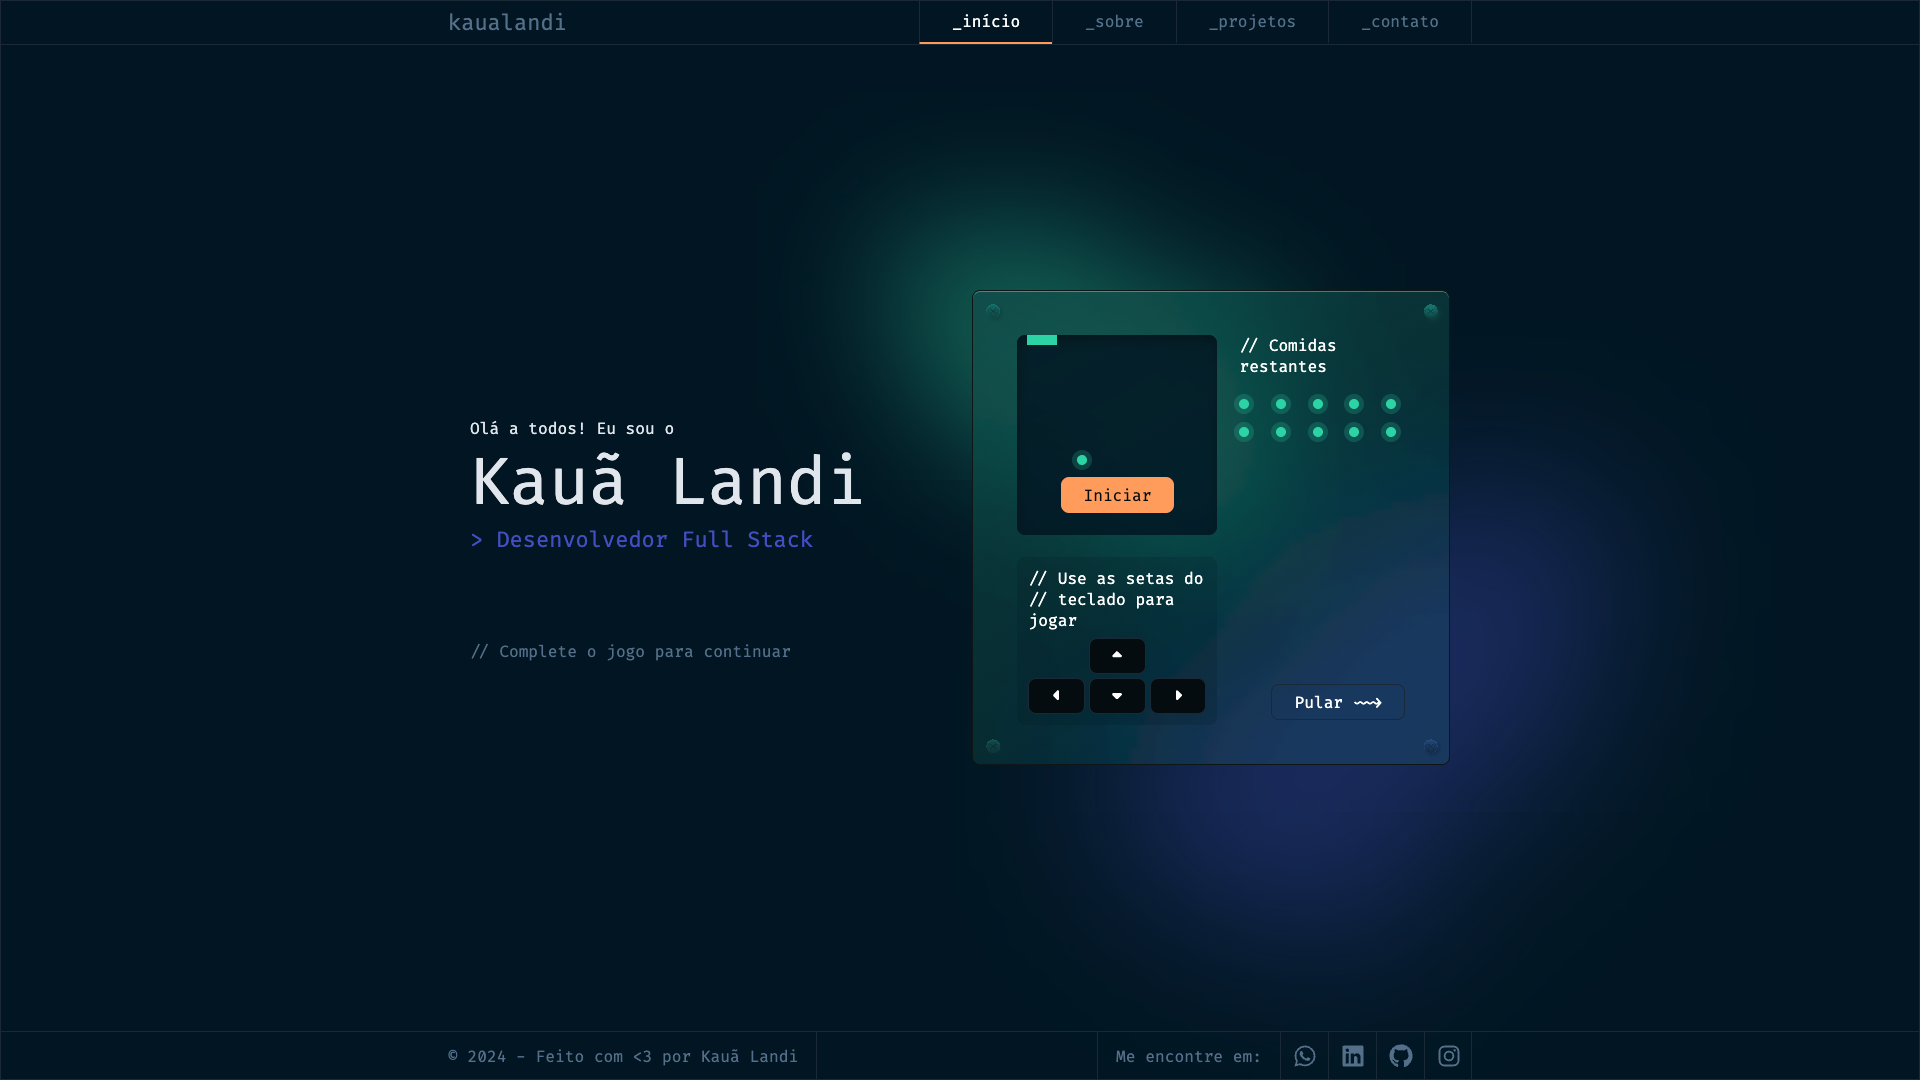 kaualandi
_início
_sobre
_projetos
_contato
Olá a todos! Eu sou o
Kauã Landi
> Desenvolvedor Full Stack
// Complete o jogo para continuar
// Comidas
restantes
Iniciar
// Use as setas do
// teclado para
jogar
Pular
© 2024 - Feito com <3 por Kauã Landi
Me encontre em: